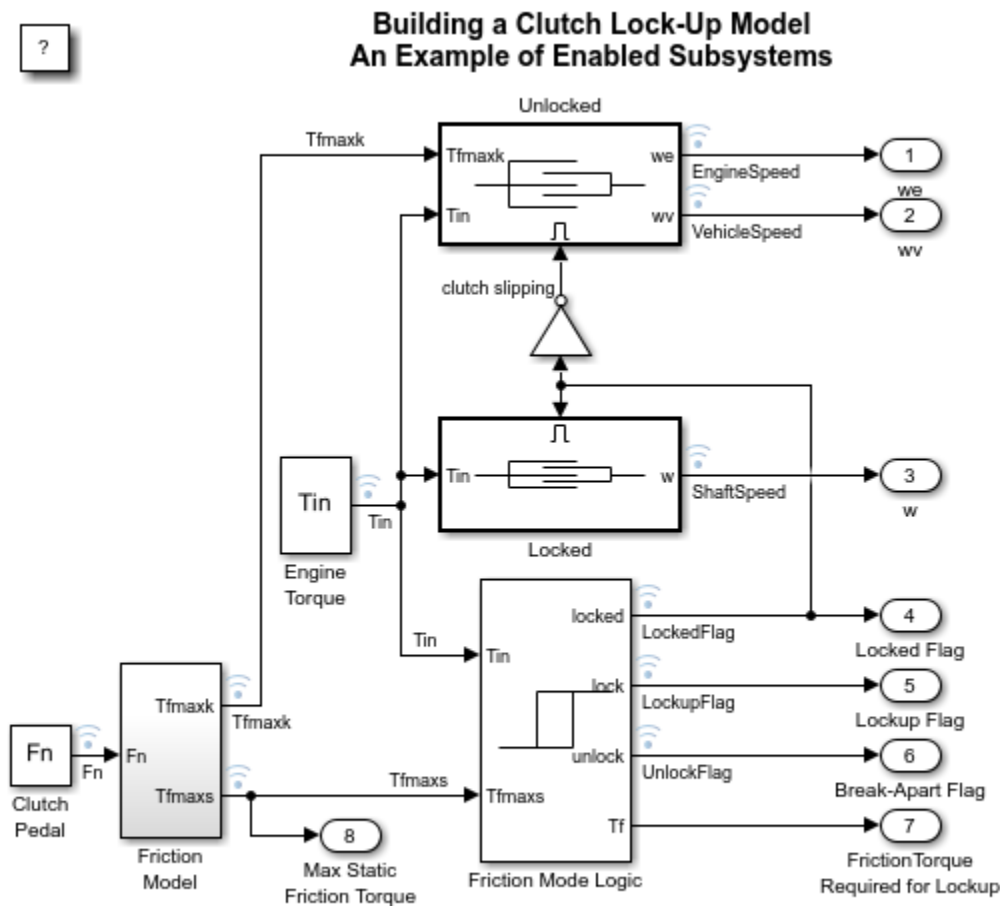 ?
Building a Clutch Lock-Up Model
An Example of Enabled Subsystems
Unlocked
Tfmaxk
Tfmaxk
Tin
we
wv
EngineSpeed
VehicleSpeed
1
we
2
wv
clutch slipping
Tin
w
ShaftSpeed
3
w
Locked
Tin
Tin
Engine
Torque
Tin
Tin
Tfmaxs
locked
lock
unlock
Tf
LockedFlag
LockupFlag
UnlockFlag
4
Locked Flag
5
Lockup Flag
6
Break-Apart Flag
7
FrictionTorque
Required for Lockup
Friction Mode Logic
Fn
Fn
Clutch
Pedal
Fn
Tfmaxk
Tfmaxs
Tfmaxk
Tfmaxs
Friction
Model
8
Max Static
Friction Torque